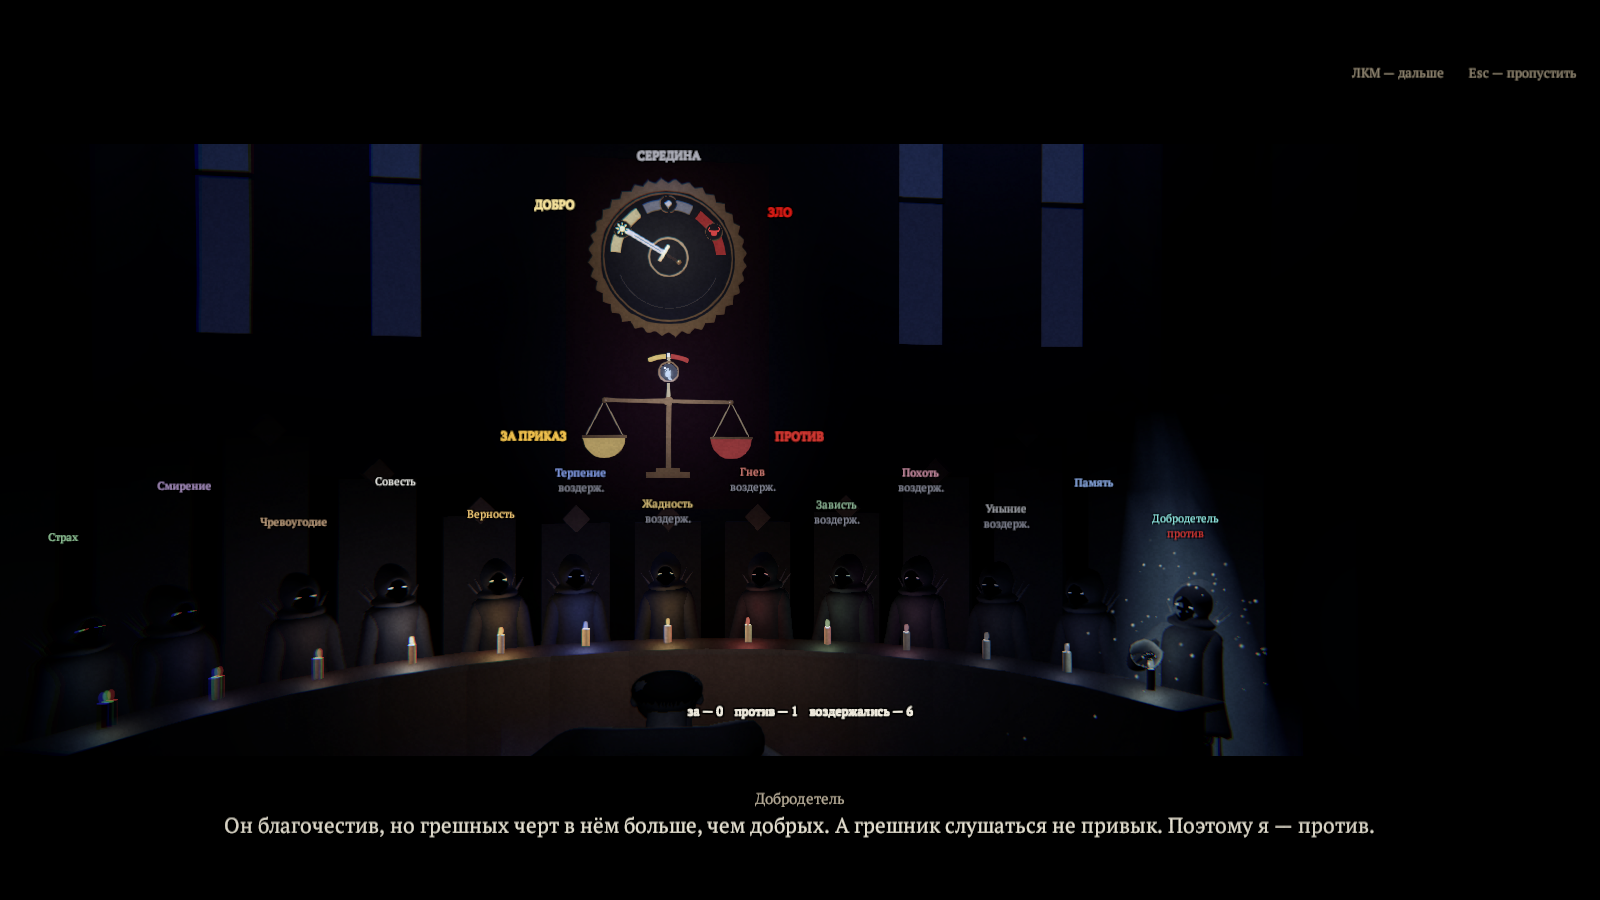 ЛКМ — дальше Esc — пропустить
СЕРЕДИНА
ДОБРО
ЗЛО
ЗА ПРИКАЗ
ПРОТИВ
Страх
Смирение
Чревоугодие
Совесть
Верность
Терпение
воздерж.
Жадность
воздерж.
Гнев
воздерж.
Зависть
воздерж.
Похоть
воздерж.
Уныние
воздерж.
Память
Добродетель
против
за — 0 против — 1 воздержались — 6
Добродетель
Он благочестив, но грешных черт в нём больше, чем добрых. А грешник слушаться не привык. Поэтому я — против.